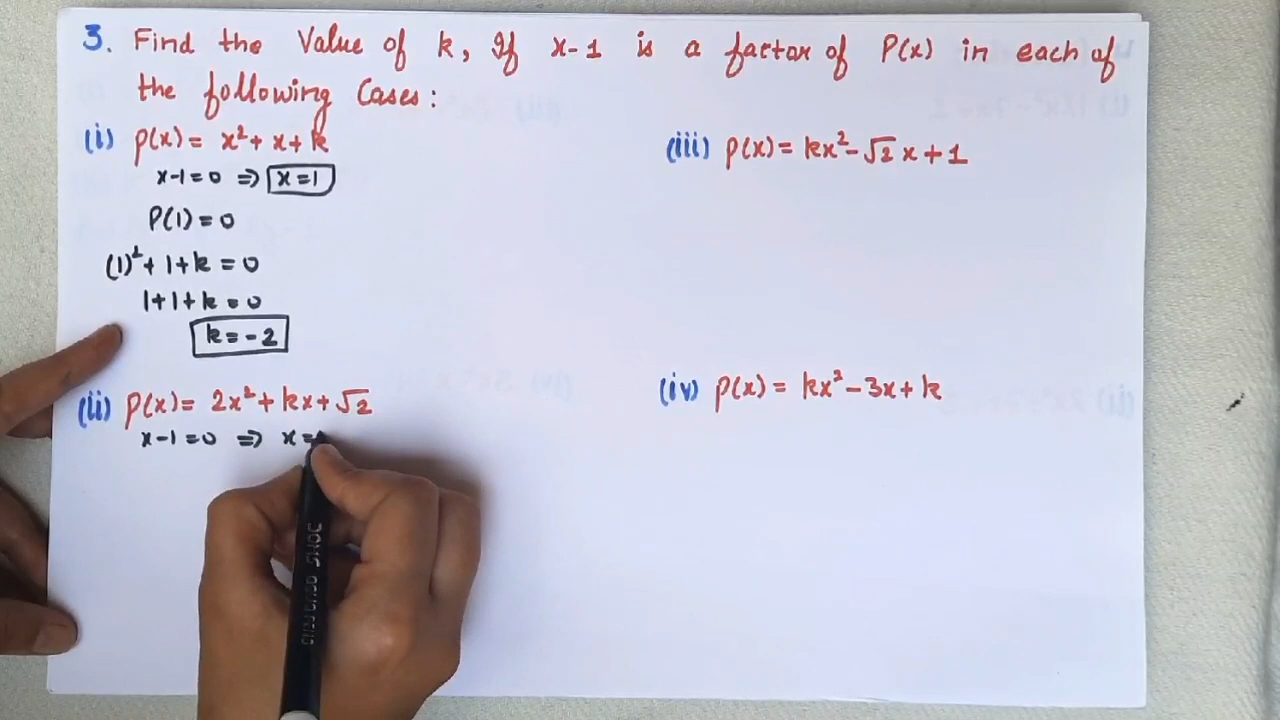 3. Find the Value of k, If x-1 is a factor of P(x) in each of
the following Cases:
(i) p(x) = x² + x + k
x-1 = 0 ⇒ x = 1
P(1) = 0
(1)² + 1 + k = 0
1 + 1 + k = 0
k = -2
(ii) p(x) = 2x² + kx + √2
x-1 = 0 ⇒ x =
(iii) p(x) = kx² - √2 x + 1
(iv) p(x) = kx² - 3x + k